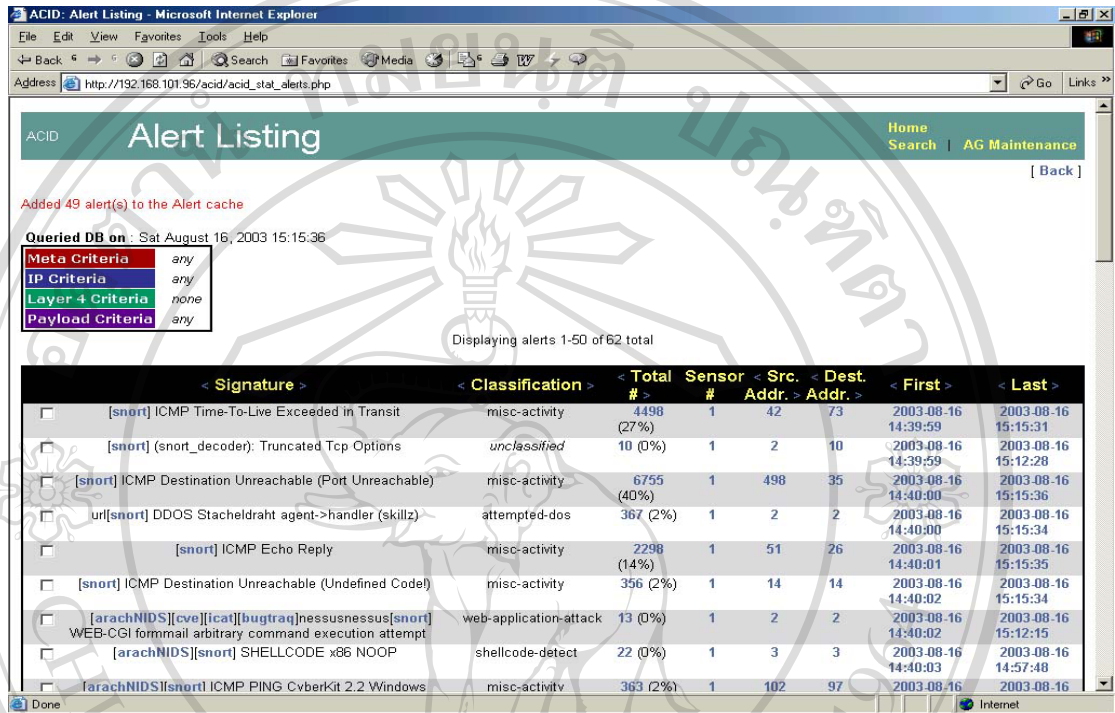 ACID: Alert Listing - Microsoft Internet Explorer
File Edit View Favorites Tools Help
Back Search Favorites Media
Address http://192.168.101.96/acid/acid_stat_alerts.php Go Links »
ACID Alert Listing Home
Search | AG Maintenance
[ Back ]
Added 49 alert(s) to the Alert cache
Queried DB on : Sat August 16, 2003 15:15:36
Meta Criteria any
IP Criteria any
Layer 4 Criteria none
Payload Criteria any
Displaying alerts 1-50 of 62 total
< Signature > < Classification > < Total # > Sensor # < Src. Addr. > < Dest. Addr. > < First > < Last >
[snort] ICMP Time-To-Live Exceeded in Transit misc-activity 4498 (27%) 1 42 73 2003-08-16 14:39:59 2003-08-16 15:15:31
[snort] (snort_decoder): Truncated Tcp Options unclassified 10 (0%) 1 2 10 2003-08-16 14:39:59 2003-08-16 15:12:28
[snort] ICMP Destination Unreachable (Port Unreachable) misc-activity 6755 (40%) 1 498 35 2003-08-16 14:40:00 2003-08-16 15:15:36
url[snort] DDOS Stacheldraht agent->handler (skillz) attempted-dos 367 (2%) 1 2 2 2003-08-16 14:40:00 2003-08-16 15:15:34
[snort] ICMP Echo Reply misc-activity 2298 (14%) 1 51 26 2003-08-16 14:40:01 2003-08-16 15:15:35
[snort] ICMP Destination Unreachable (Undefined Code!) misc-activity 356 (2%) 1 14 14 2003-08-16 14:40:02 2003-08-16 15:15:34
[arachNIDS][cve][icat][bugtraq]nessusnessus[snort] WEB-CGI formmail arbitrary command execution attempt web-application-attack 13 (0%) 1 2 2 2003-08-16 14:40:02 2003-08-16 15:12:15
[arachNIDS][snort] SHELLCODE x86 NOOP shellcode-detect 22 (0%) 1 3 3 2003-08-16 14:40:03 2003-08-16 14:57:48
[arachNIDS][snort] ICMP PING CyberKit 2.2 Windows misc-activity 363 (2%) 1 102 97 2003-08-16 2003-08-16
Done Internet